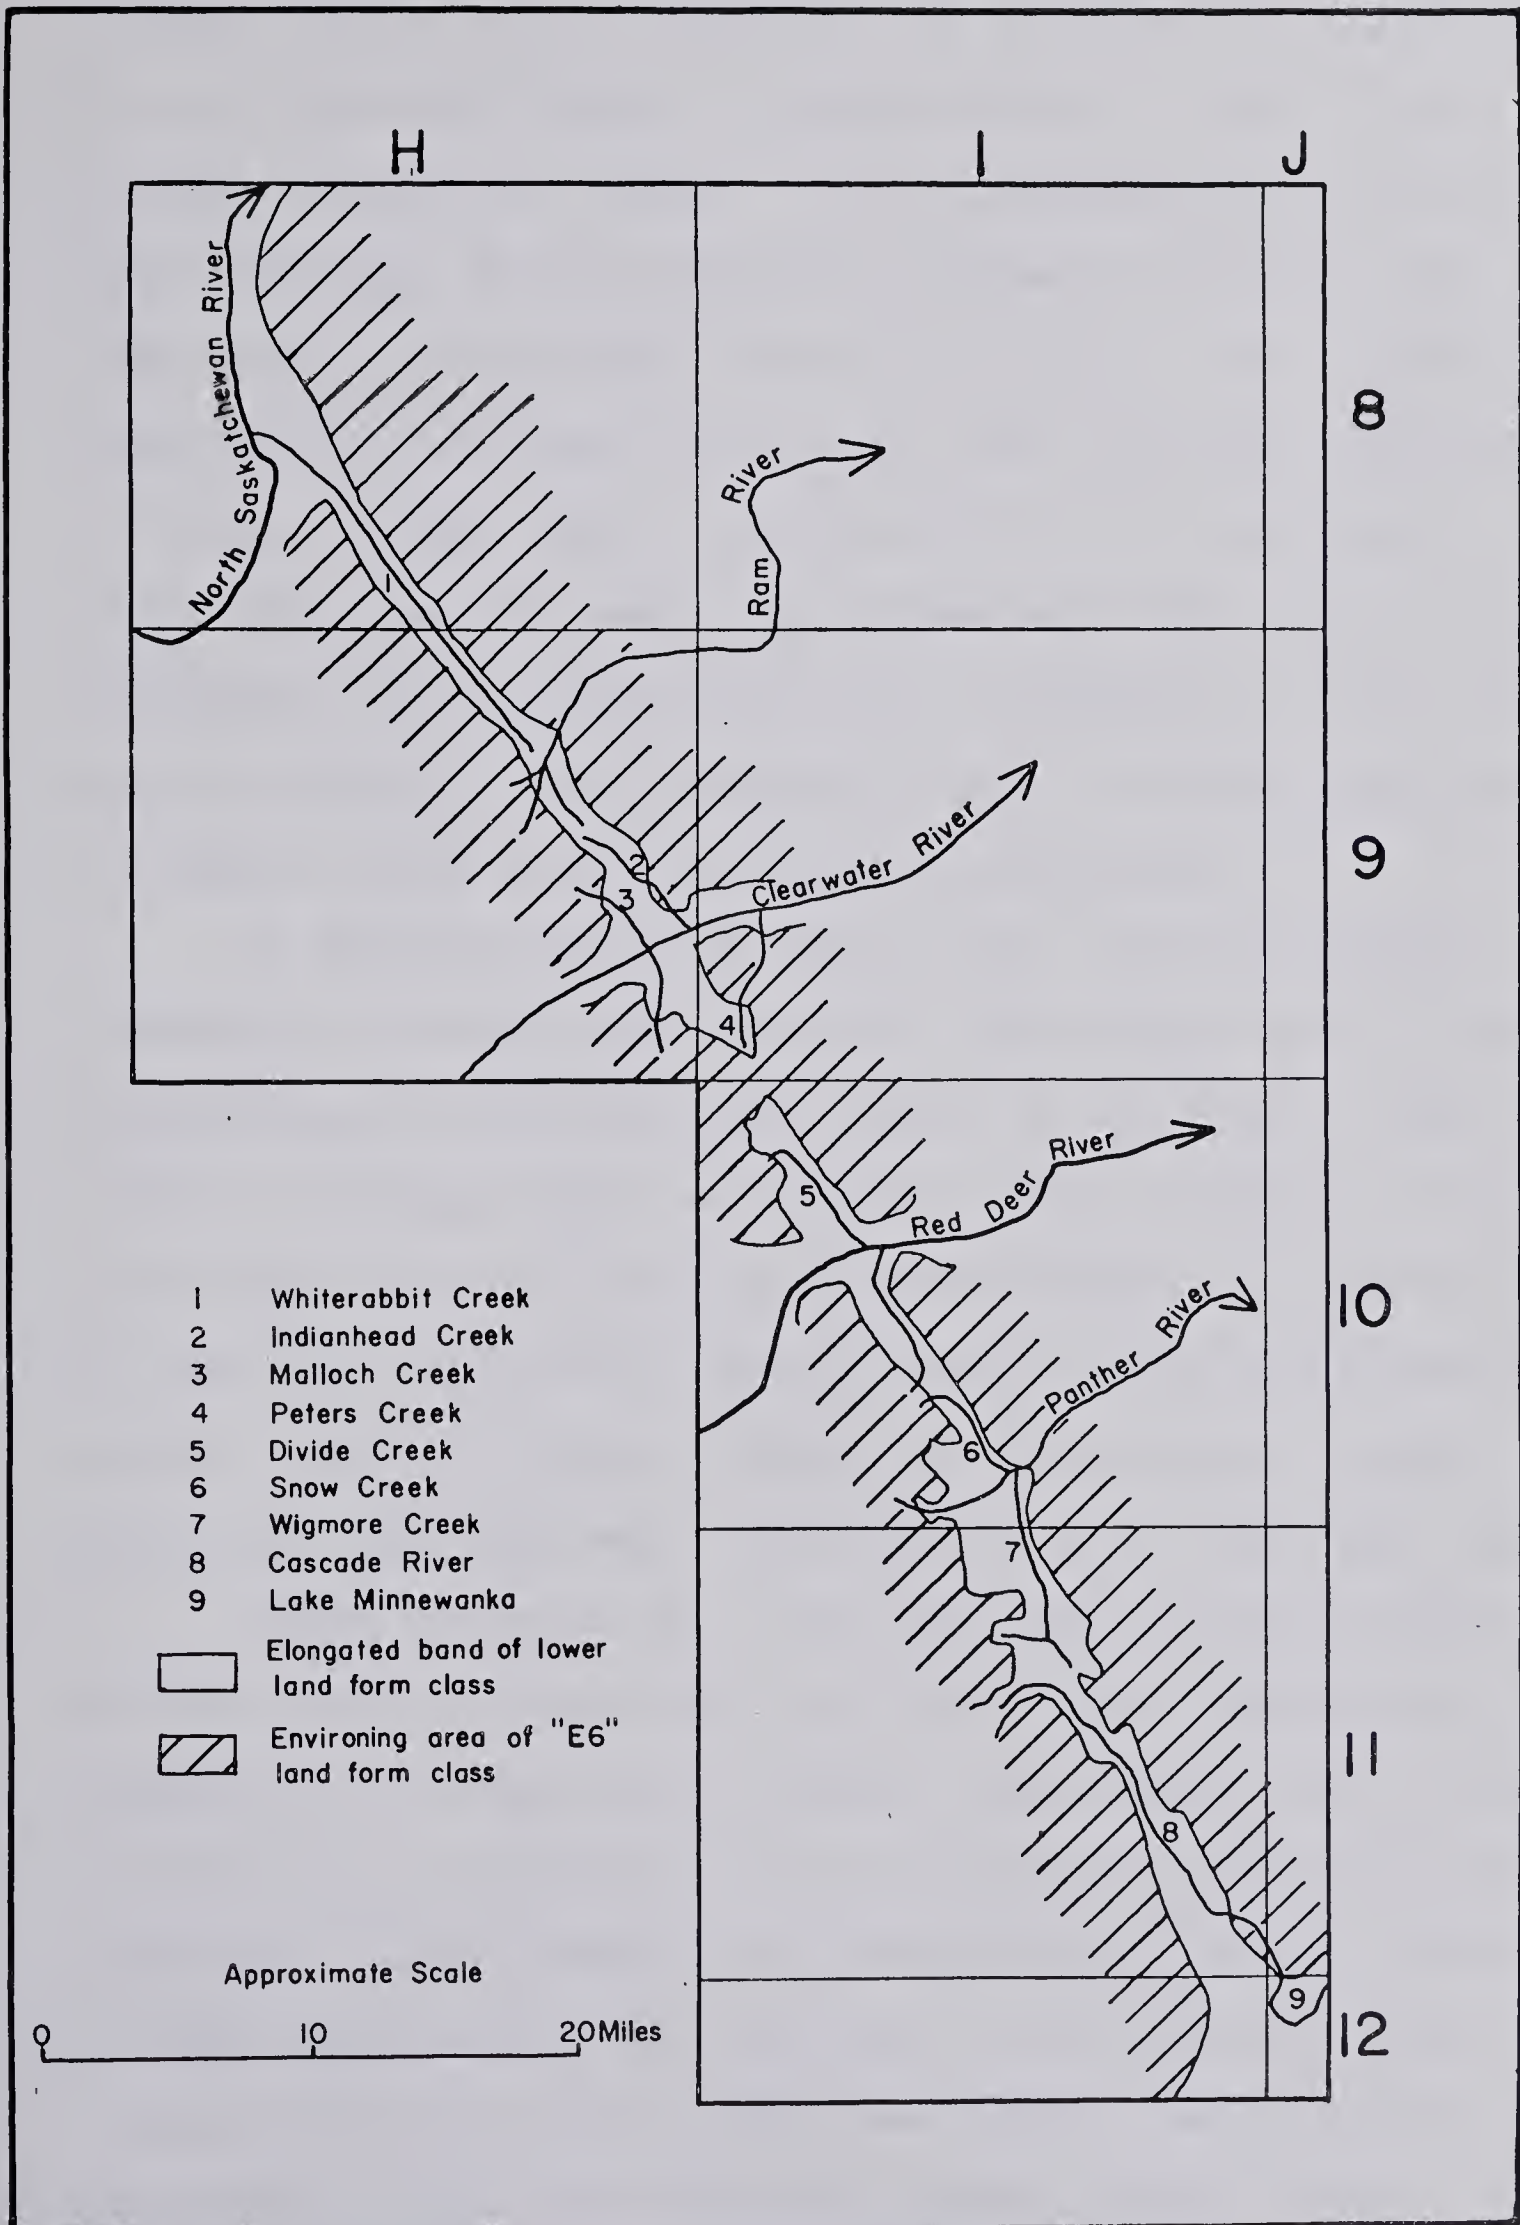 H I J
North Saskatchewan River
8
River
Ram
Clearwater River
9
1
2
3
4
Red Deer River
5
10
Panther River
6
7
11
8
9
12
1 Whiterabbit Creek
2 Indianhead Creek
3 Malloch Creek
4 Peters Creek
5 Divide Creek
6 Snow Creek
7 Wigmore Creek
8 Cascade River
9 Lake Minnewanka
Elongated band of lower
land form class
Environing area of "E6"
land form class
Approximate Scale
0 10 20 Miles